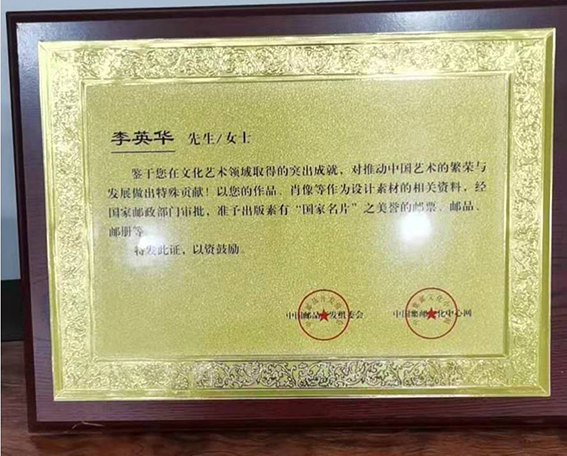 李英华 先生/女士
鉴于您在文化艺术领域取得的突出成就，对推动中国艺术的繁荣与
发展做出特殊贡献！以您的作品、肖像等作为设计素材的相关资料，经
国家邮政部门审批，准予出版素有“国家名片”之美誉的邮票、邮品、
邮册等。
特发此证，以资鼓励。
中国邮品 发组委会 中国集邮文化中心网